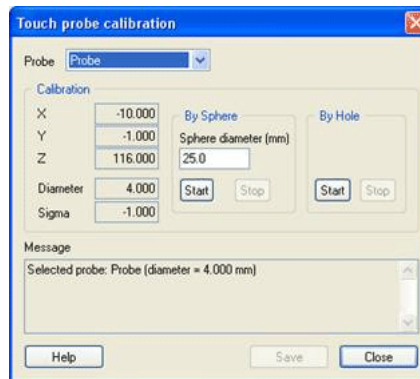 Touch probe calibration
Probe Probe
Calibration
X -10.000
Y -1.000
Z 116.000
Diameter 4.000
Sigma -1.000
By Sphere
Sphere diameter (mm)
25.0
Start Stop
By Hole
Start Stop
Message
Selected probe: Probe (diameter = 4.000 mm)
Help Save Close